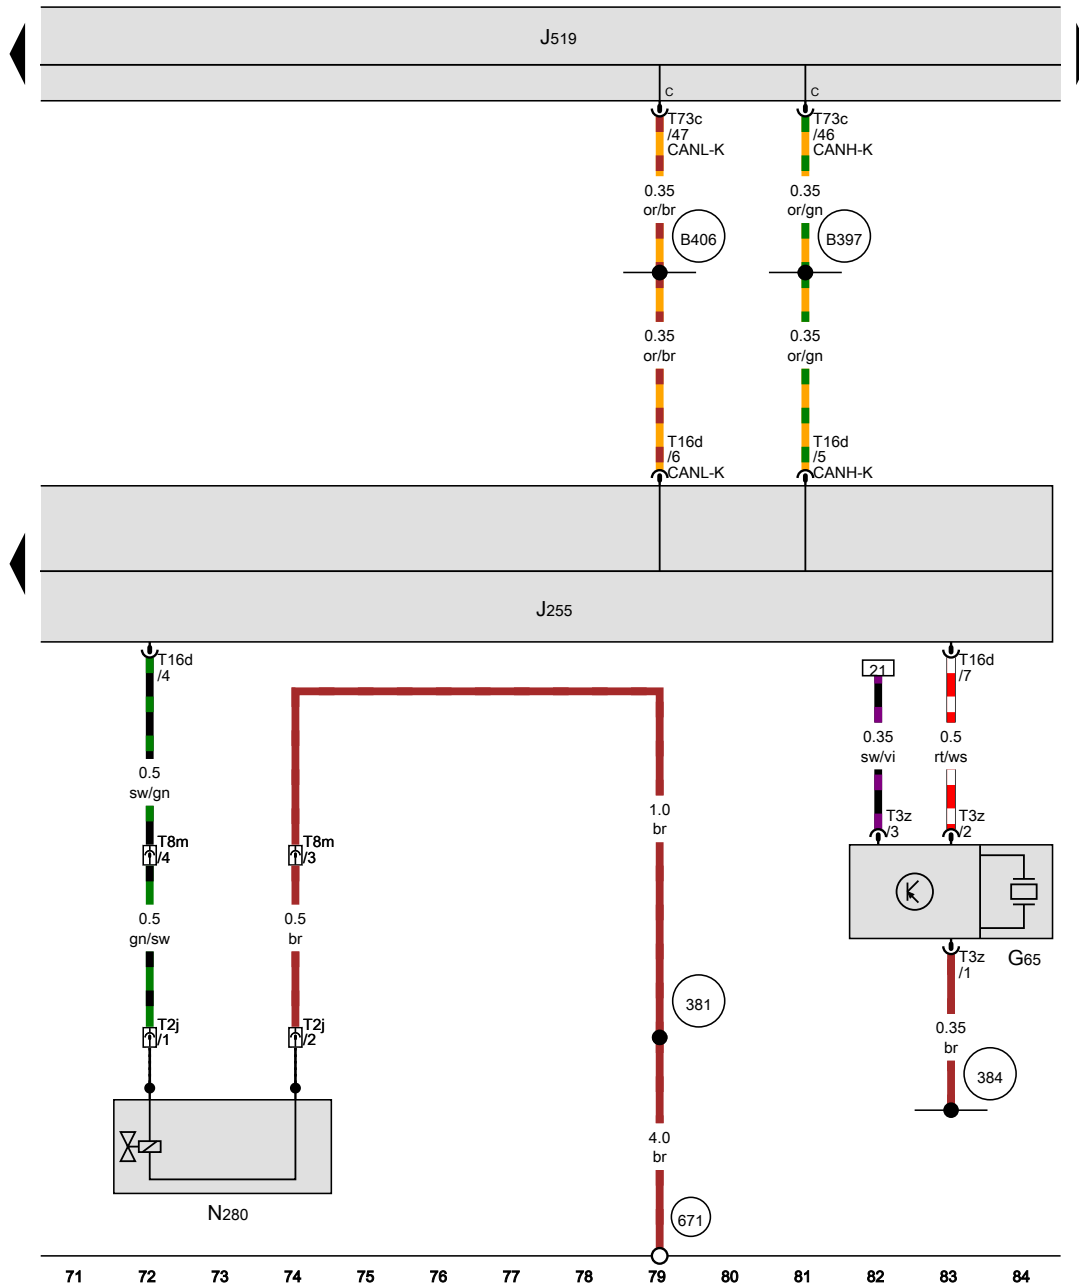 J519
c
c
T73c
/47
CANL-K
T73c
/46
CANH-K
0.35
or/br
0.35
or/gn
B406
B397
0.35
or/br
0.35
or/gn
T16d
/6
CANL-K
T16d
/5
CANH-K
J255
T16d
/4
21
T16d
/7
0.5
sw/gn
0.35
sw/vi
0.5
rt/ws
1.0
br
T8m
/4
T8m
/3
T3z
/3
T3z
/2
0.5
gn/sw
0.5
br
T3z
/1
G65
381
T2j
/1
T2j
/2
0.35
br
384
4.0
br
N280
671
71 72 73 74 75 76 77 78 79 80 81 82 83 84